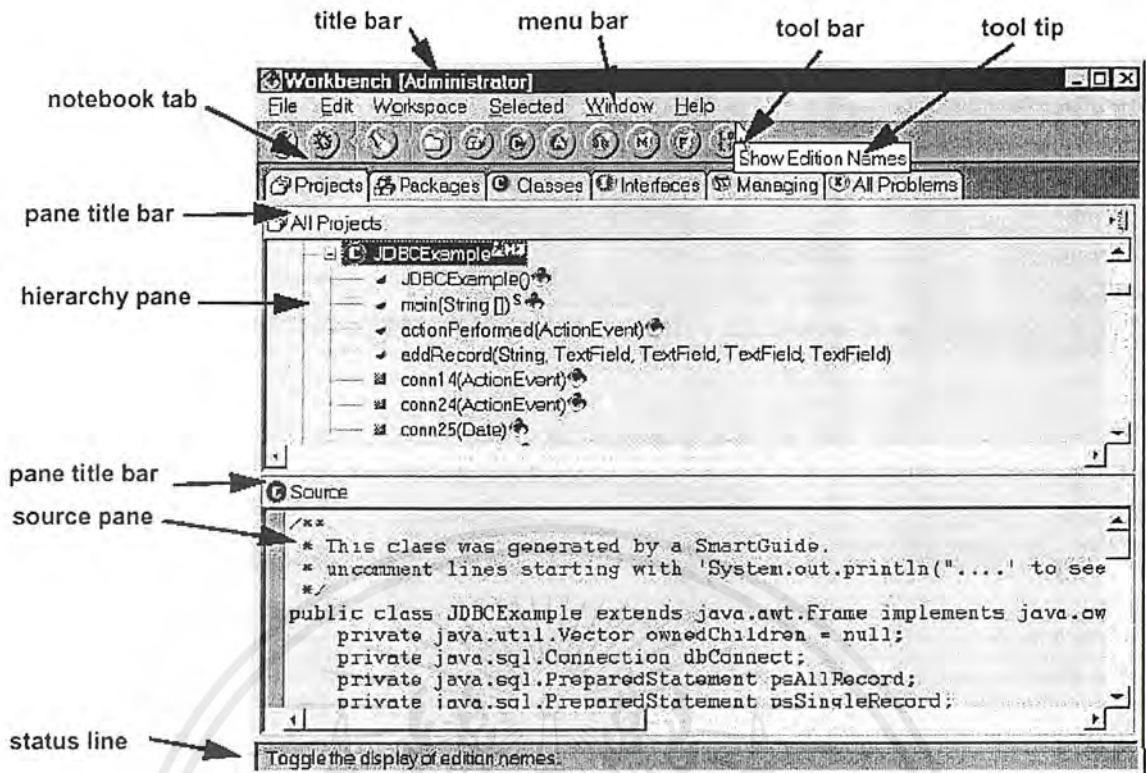 title bar
menu bar
tool bar
tool tip
Workbench [Administrator]
notebook tab
File Edit Workspace Selected Window Help
Show Edition Names
Projects Packages Classes Interfaces Managing All Problems
pane title bar
All Projects
JDBCExample
JDBCExample()
hierarchy pane
main(String []) S
actionPerformed(ActionEvent)
addRecord(String, TextField, TextField, TextField, TextField)
conn14(ActionEvent)
conn24(ActionEvent)
conn25(Date)
pane title bar
Source
source pane
/**
* This class was generated by a SmartGuide.
* uncomment lines starting with 'System.out.println("....' to see
*/
public class JDBCExample extends java.awt.Frame implements java.aw
private java.util.Vector ownedChildren = null;
private java.sql.Connection dbConnect;
private java.sql.PreparedStatement psAllRecord;
private java.sql.PreparedStatement psSingleRecord;
status line
Toggle the display of edition names.